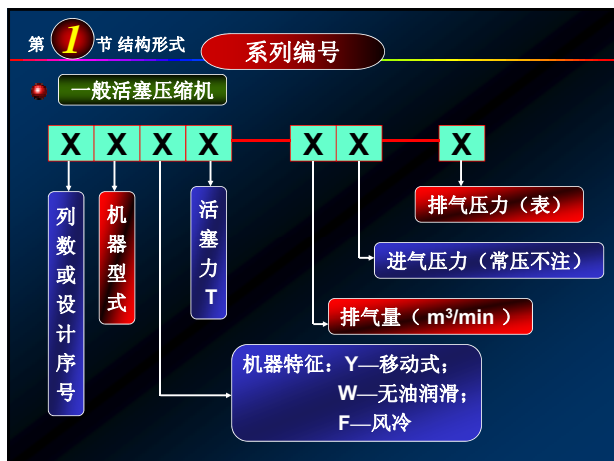 第1节 结构形式
系列编号
一般活塞压缩机
X X X X X X X
列数或设计序号
机器型式
活塞力T
排气压力（表）
进气压力（常压不注）
排气量（ m³/min ）
机器特征：Y—移动式；
W—无油润滑；
F—风冷